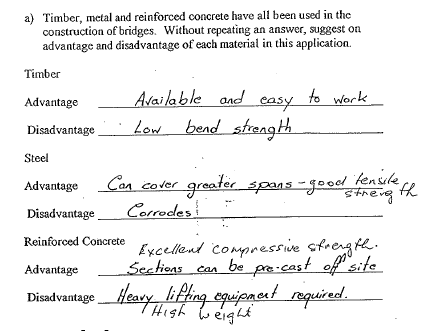 a) Timber, metal and reinforced concrete have all been used in the
construction of bridges. Without repeating an answer, suggest on
advantage and disadvantage of each material in this application.
Timber
Advantage Available and easy to work
Disadvantage Low bend strength
Steel
Advantage Can cover greater spans - good tensile
strength
Disadvantage Corrodes
Reinforced Concrete Excellent compressive strength.
Advantage Sections can be pre-cast off site
Disadvantage Heavy lifting equipment required.
High weight